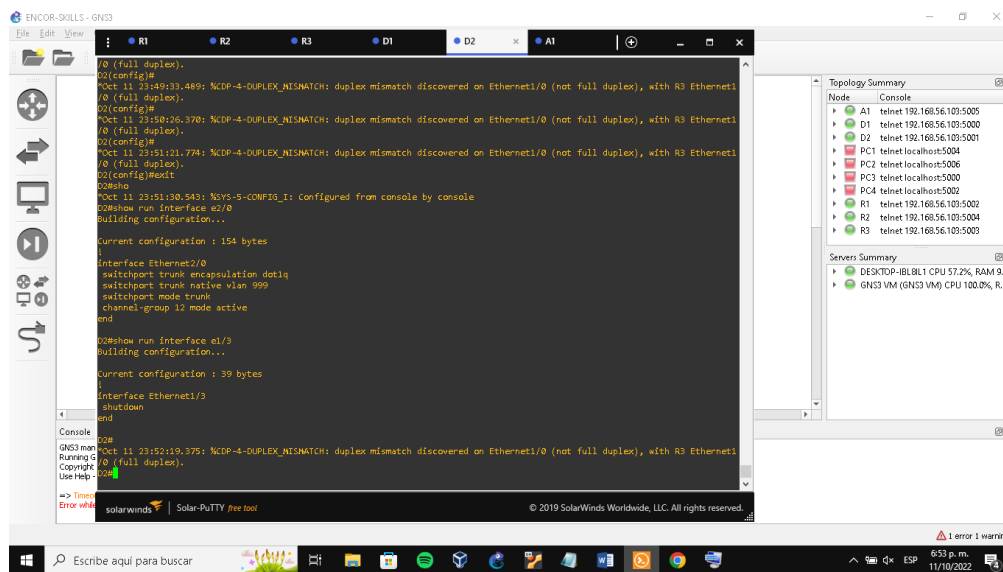 ENCOR-SKILLS - GNS3
File Edit View
R1 R2 R3 D1 D2 × A1
/0 (full duplex).
D2(config)#
*Oct 11 23:49:33.489: %CDP-4-DUPLEX_MISMATCH: duplex mismatch discovered on Ethernet1/0 (not full duplex), with R3 Ethernet1
/0 (full duplex).
D2(config)#
*Oct 11 23:50:26.370: %CDP-4-DUPLEX_MISMATCH: duplex mismatch discovered on Ethernet1/0 (not full duplex), with R3 Ethernet1
/0 (full duplex).
D2(config)#
*Oct 11 23:51:21.774: %CDP-4-DUPLEX_MISMATCH: duplex mismatch discovered on Ethernet1/0 (not full duplex), with R3 Ethernet1
/0 (full duplex).
D2(config)#exit
D2#sho
*Oct 11 23:51:30.543: %SYS-5-CONFIG_I: Configured from console by console
D2#show run interface e2/0
Building configuration...
Current configuration : 154 bytes
!
interface Ethernet2/0
switchport trunk encapsulation dot1q
switchport trunk native vlan 999
switchport mode trunk
channel-group 12 mode active
end
D2#show run interface e1/3
Building configuration...
Current configuration : 39 bytes
!
interface Ethernet1/3
shutdown
end
D2#
*Oct 11 23:52:19.375: %CDP-4-DUPLEX_MISMATCH: duplex mismatch discovered on Ethernet1/0 (not full duplex), with R3 Ethernet1
/0 (full duplex).
D2#
solarwinds | Solar-PuTTY free tool
© 2019 SolarWinds Worldwide, LLC. All rights reserved.
Topology Summary
Node Console
A1 telnet 192.168.56.103:5005
D1 telnet 192.168.56.103:5000
D2 telnet 192.168.56.103:5001
PC1 telnet localhost:5004
PC2 telnet localhost:5006
PC3 telnet localhost:5000
PC4 telnet localhost:5002
R1 telnet 192.168.56.103:5002
R2 telnet 192.168.56.103:5004
R3 telnet 192.168.56.103:5003
Servers Summary
DESKTOP-IBL8IL1 CPU 57.2%, RAM 9.
GNS3 VM (GNS3 VM) CPU 100.0%, R.
Console
GNS3 man
Running G
Copyright
Use Help -
=> Timeo
Error while
1 error 1 warnin
Escribe aquí para buscar
ESP
6:53 p. m.
11/10/2022